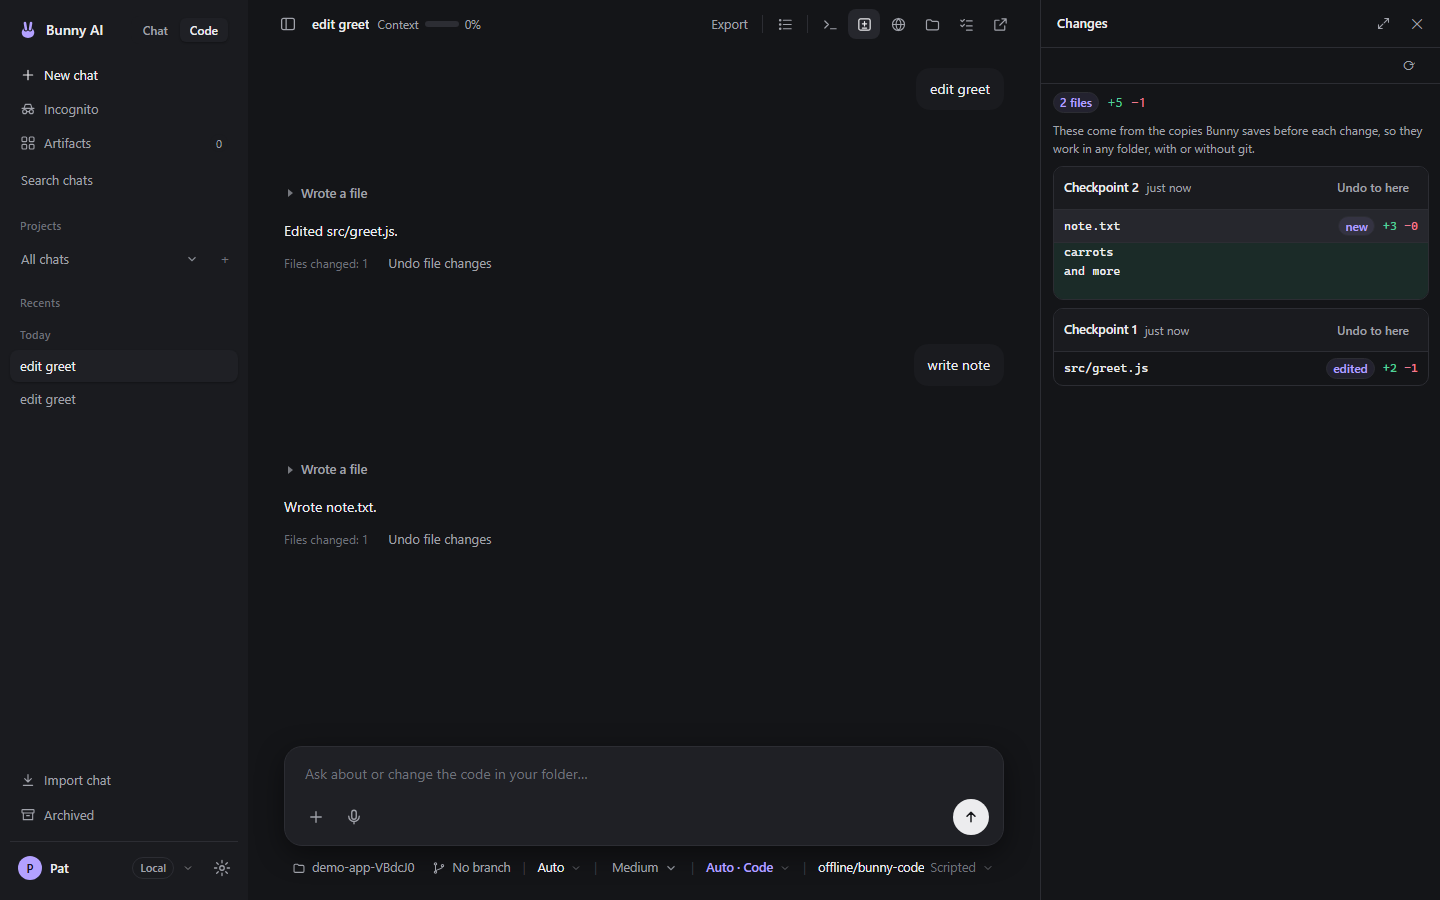 Bunny AI
Chat
Code
New chat
Incognito
Artifacts
0
Search chats
Projects
All chats
+
Recents
Today
edit greet
edit greet
Import chat
Archived
P
Pat
Local
edit greet
Context
0%
Export
edit greet
Wrote a file
Edited src/greet.js.
Files changed: 1
Undo file changes
write note
Wrote a file
Wrote note.txt.
Files changed: 1
Undo file changes
Ask about or change the code in your folder...
demo-app-VBdcJ0
No branch
Auto
Medium
Auto · Code
offline/bunny-code
Scripted
Changes
2 files +5 −1
These come from the copies Bunny saves before each change, so they
work in any folder, with or without git.
Checkpoint 2 just now
Undo to here
note.txt
new +3 −0
carrots
and more
Checkpoint 1 just now
Undo to here
src/greet.js
edited +2 −1